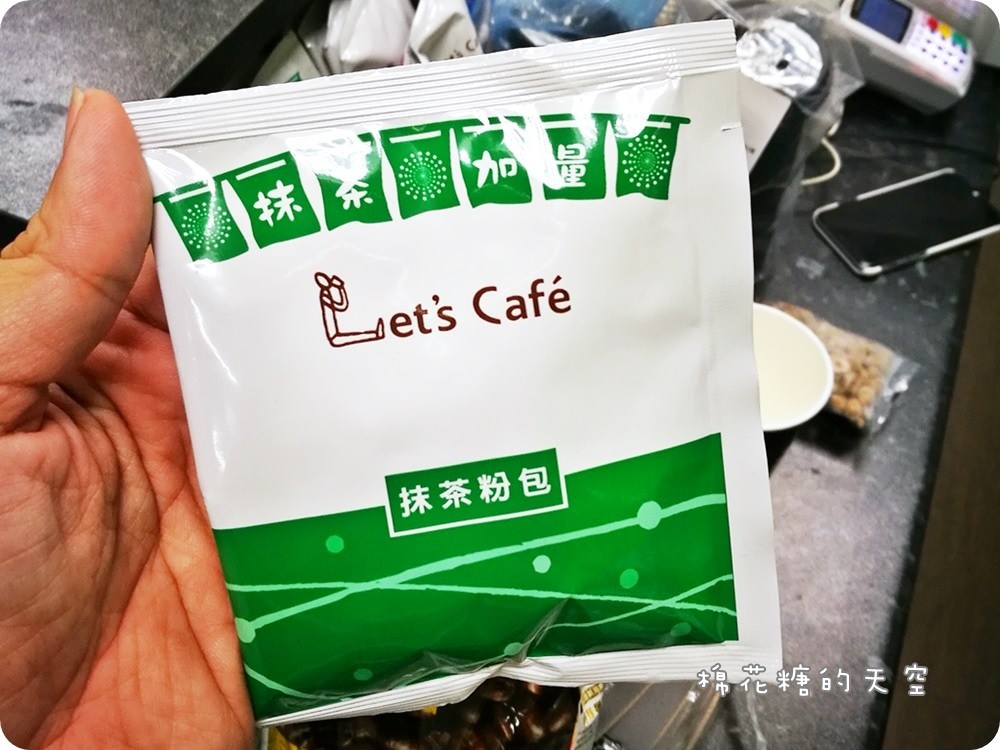 抹茶加量
Let's Café
抹茶粉包
棉花糖的天空